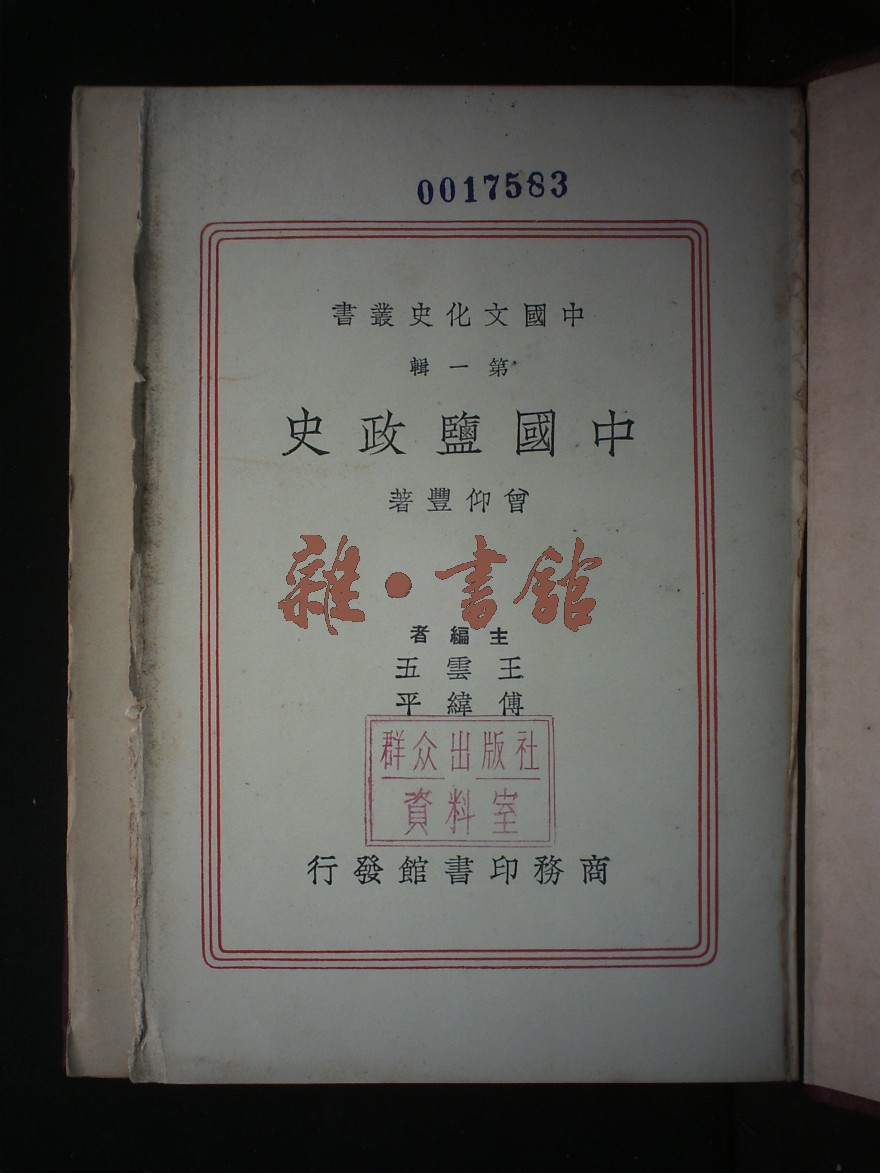 0017583
中國文化史叢書
第一輯
中國鹽政史
曾仰豐著
雜·書館
主編者
王雲五
傅緯平
群众出版社
資料室
商務印書館發行